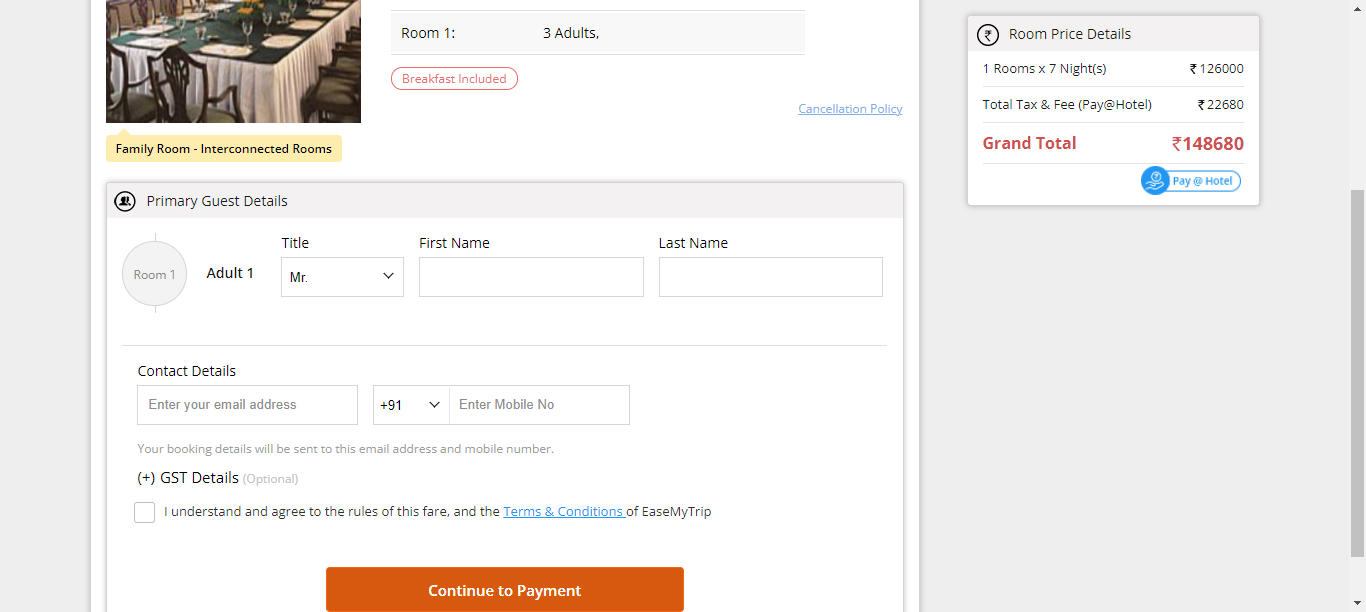 Room 1: 3 Adults,
Breakfast Included
Cancellation Policy
Family Room - Interconnected Rooms
Primary Guest Details
Title First Name Last Name
Room 1 Adult 1 Mr.
Contact Details
Enter your email address +91 Enter Mobile No
Your booking details will be sent to this email address and mobile number.
(+) GST Details (Optional)
I understand and agree to the rules of this fare, and the Terms & Conditions of EaseMyTrip
Continue to Payment
₹ Room Price Details
1 Rooms x 7 Night(s) ₹ 126000
Total Tax & Fee (Pay@Hotel) ₹ 22680
Grand Total ₹148680
Pay @ Hotel